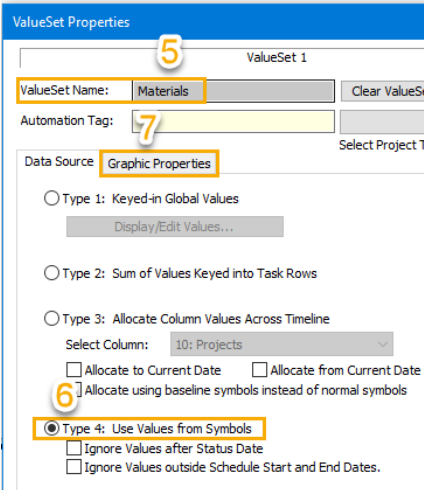 ValueSet Properties
5
ValueSet 1
ValueSet Name: Materials Clear ValueSe
7
Automation Tag:
Select Project T
Data Source Graphic Properties
Type 1: Keyed-in Global Values
Display/Edit Values...
Type 2: Sum of Values Keyed into Task Rows
Type 3: Allocate Column Values Across Timeline
Select Column: 10: Projects
Allocate to Current Date Allocate from Current Date
6
Allocate using baseline symbols instead of normal symbols
Type 4: Use Values from Symbols
Ignore Values after Status Date
Ignore Values outside Schedule Start and End Dates.